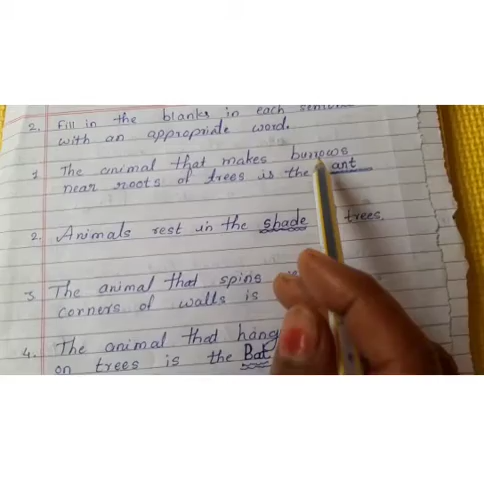 2. Fill in the blanks in each
with an appropriate word.
1. The animal that makes burrows
near roots of trees is the ant
2. Animals rest in the shade trees.
3. The animal that spins
corners of walls is
4. The animal that hang
on trees is the Bat